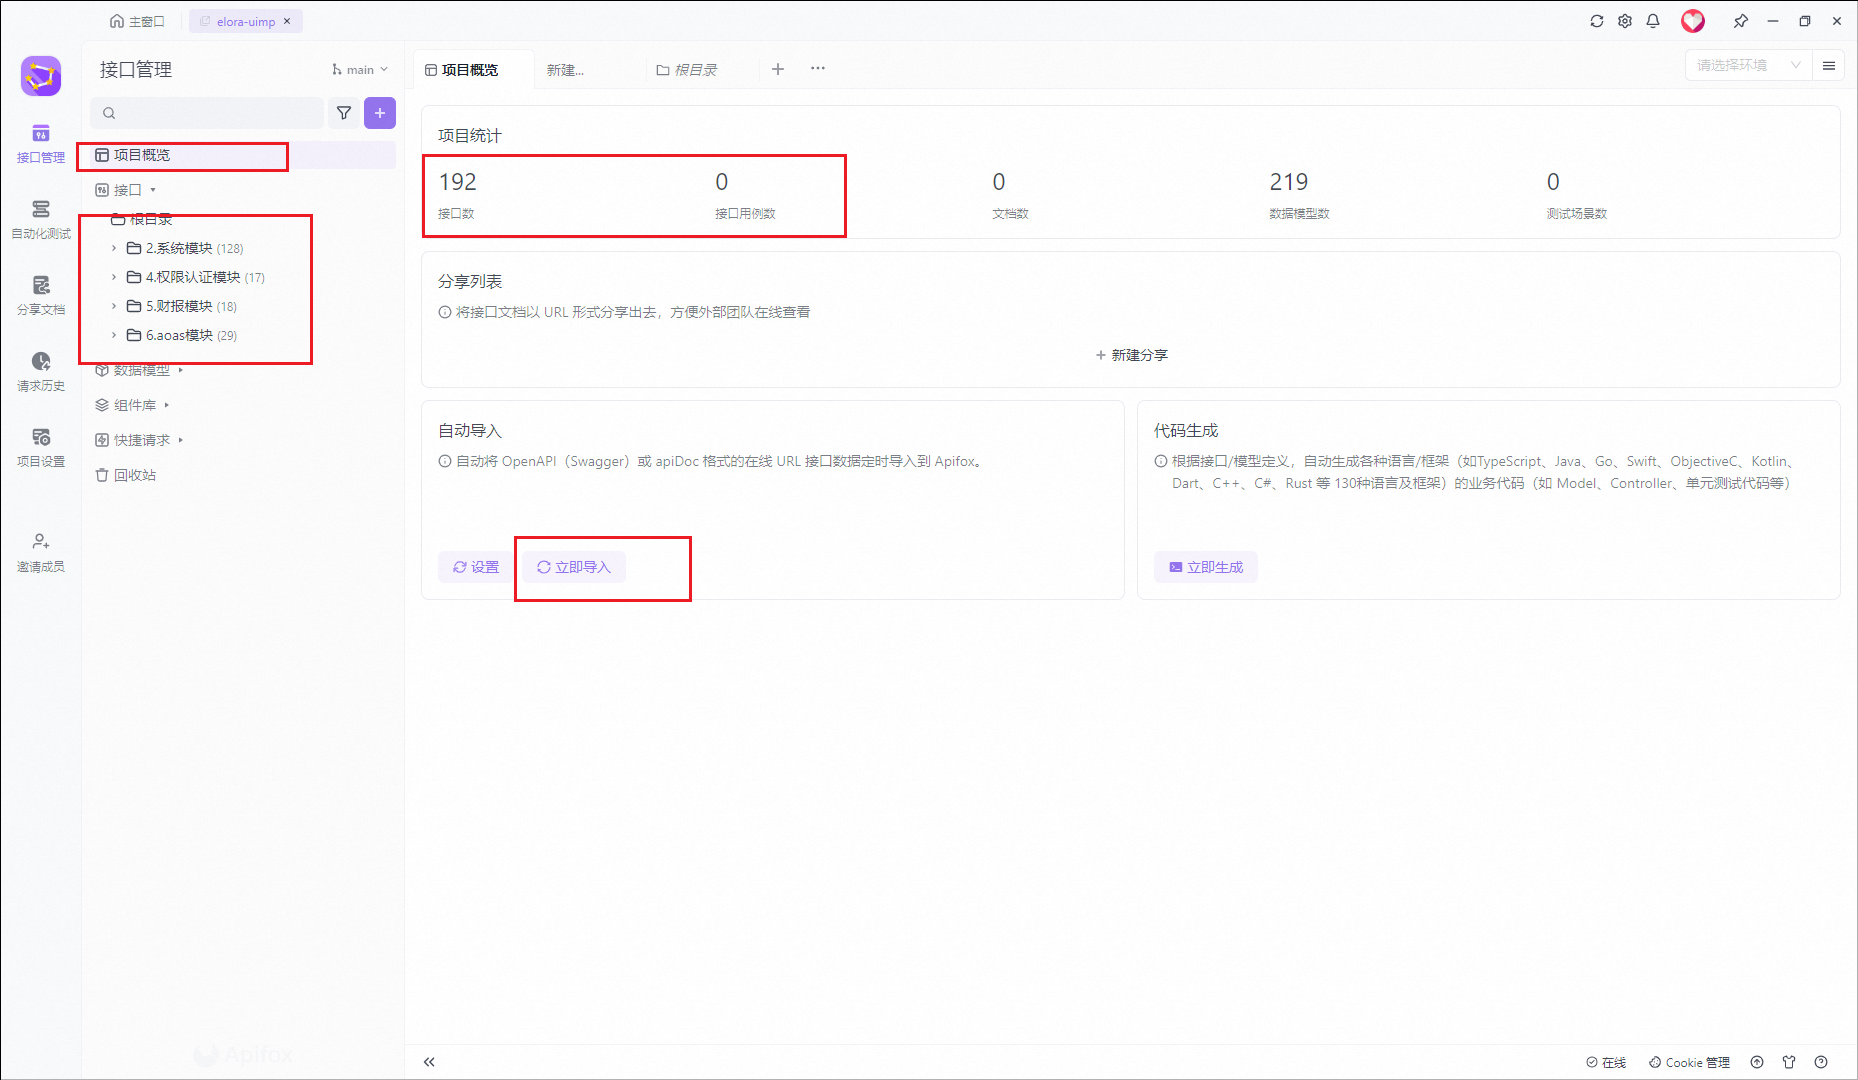 主窗口
elora-uimp
接口管理
main
项目概览
新建...
根目录
请选择环境
接口管理
自动化测试
分享文档
请求历史
项目设置
邀请成员
项目概览
接口
根目录
2.系统模块 (128)
4.权限认证模块 (17)
5.财报模块 (18)
6.aoas模块 (29)
数据模型
组件库
快捷请求
回收站
Apifox
项目统计
192
接口数
0
接口用例数
0
文档数
219
数据模型数
0
测试场景数
分享列表
将接口文档以 URL 形式分享出去，方便外部团队在线查看
新建分享
自动导入
自动将 OpenAPI（Swagger）或 apiDoc 格式的在线 URL 接口数据定时导入到 Apifox。
设置
立即导入
代码生成
根据接口/模型定义，自动生成各种语言/框架（如TypeScript、Java、Go、Swift、ObjectiveC、Kotlin、
Dart、C++、C#、Rust 等 130种语言及框架）的业务代码（如 Model、Controller、单元测试代码等）
立即生成
在线
Cookie 管理